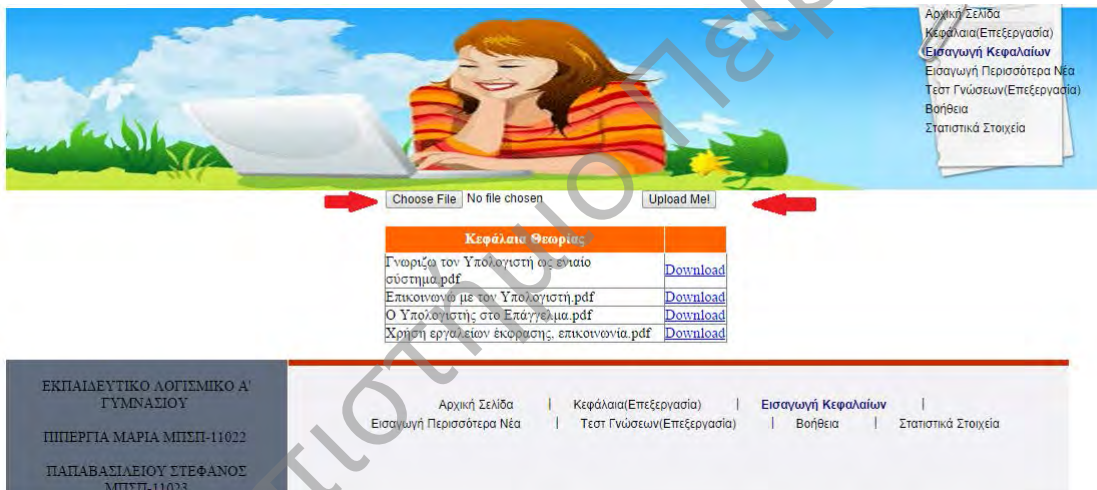 Αρχική Σελίδα
Κεφάλαια(Επεξεργασία)
Εισαγωγή Κεφαλαίων
Εισαγωγή Περισσότερα Νέα
Τεστ Γνώσεων(Επεξεργασία)
Βοήθεια
Στατιστικά Στοιχεία
Choose File No file chosen Upload Me!
Κεφάλαια Θεωρίας
Γνωριζω τον Υπολογιστή ως ενιαίο
σύστημα.pdf Download
Επικοινωνώ με τον Υπολογιστή.pdf Download
Ο Υπολογιστής στο Επάγγελμα.pdf Download
Χρήση εργαλείων έκφρασης, επικοινωνία.pdf Download
ΕΚΠΑΙΔΕΥΤΙΚΟ ΛΟΓΙΣΜΙΚΟ Α'
ΓΥΜΝΑΣΙΟΥ
ΠΙΠΕΡΓΙΑ ΜΑΡΙΑ ΜΠΣΠ-11022
ΠΑΠΑΒΑΣΙΛΕΙΟΥ ΣΤΕΦΑΝΟΣ
ΜΠΣΠ-11023
Αρχική Σελίδα | Κεφάλαια(Επεξεργασία) | Εισαγωγή Κεφαλαίων |
Εισαγωγή Περισσότερα Νέα | Τεστ Γνώσεων(Επεξεργασία) | Βοήθεια | Στατιστικά Στοιχεία